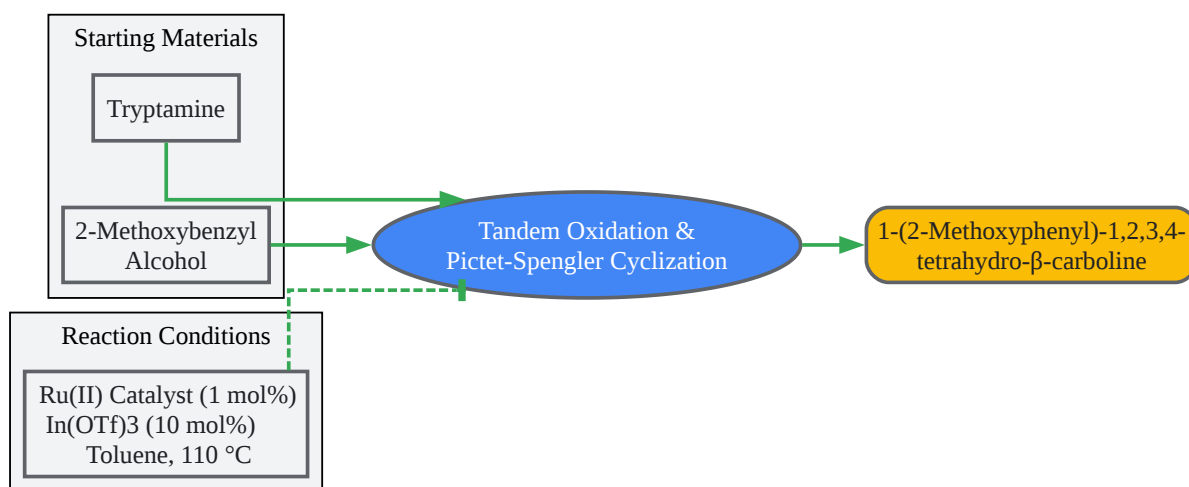 Starting Materials
Tryptamine
2-Methoxybenzyl
Alcohol
Tandem Oxidation &
Pictet-Spengler Cyclization
1-(2-Methoxyphenyl)-1,2,3,4-
tetrahydro-β-carboline
Reaction Conditions
Ru(II) Catalyst (1 mol%)
In(OTf)3 (10 mol%)
Toluene, 110 °C